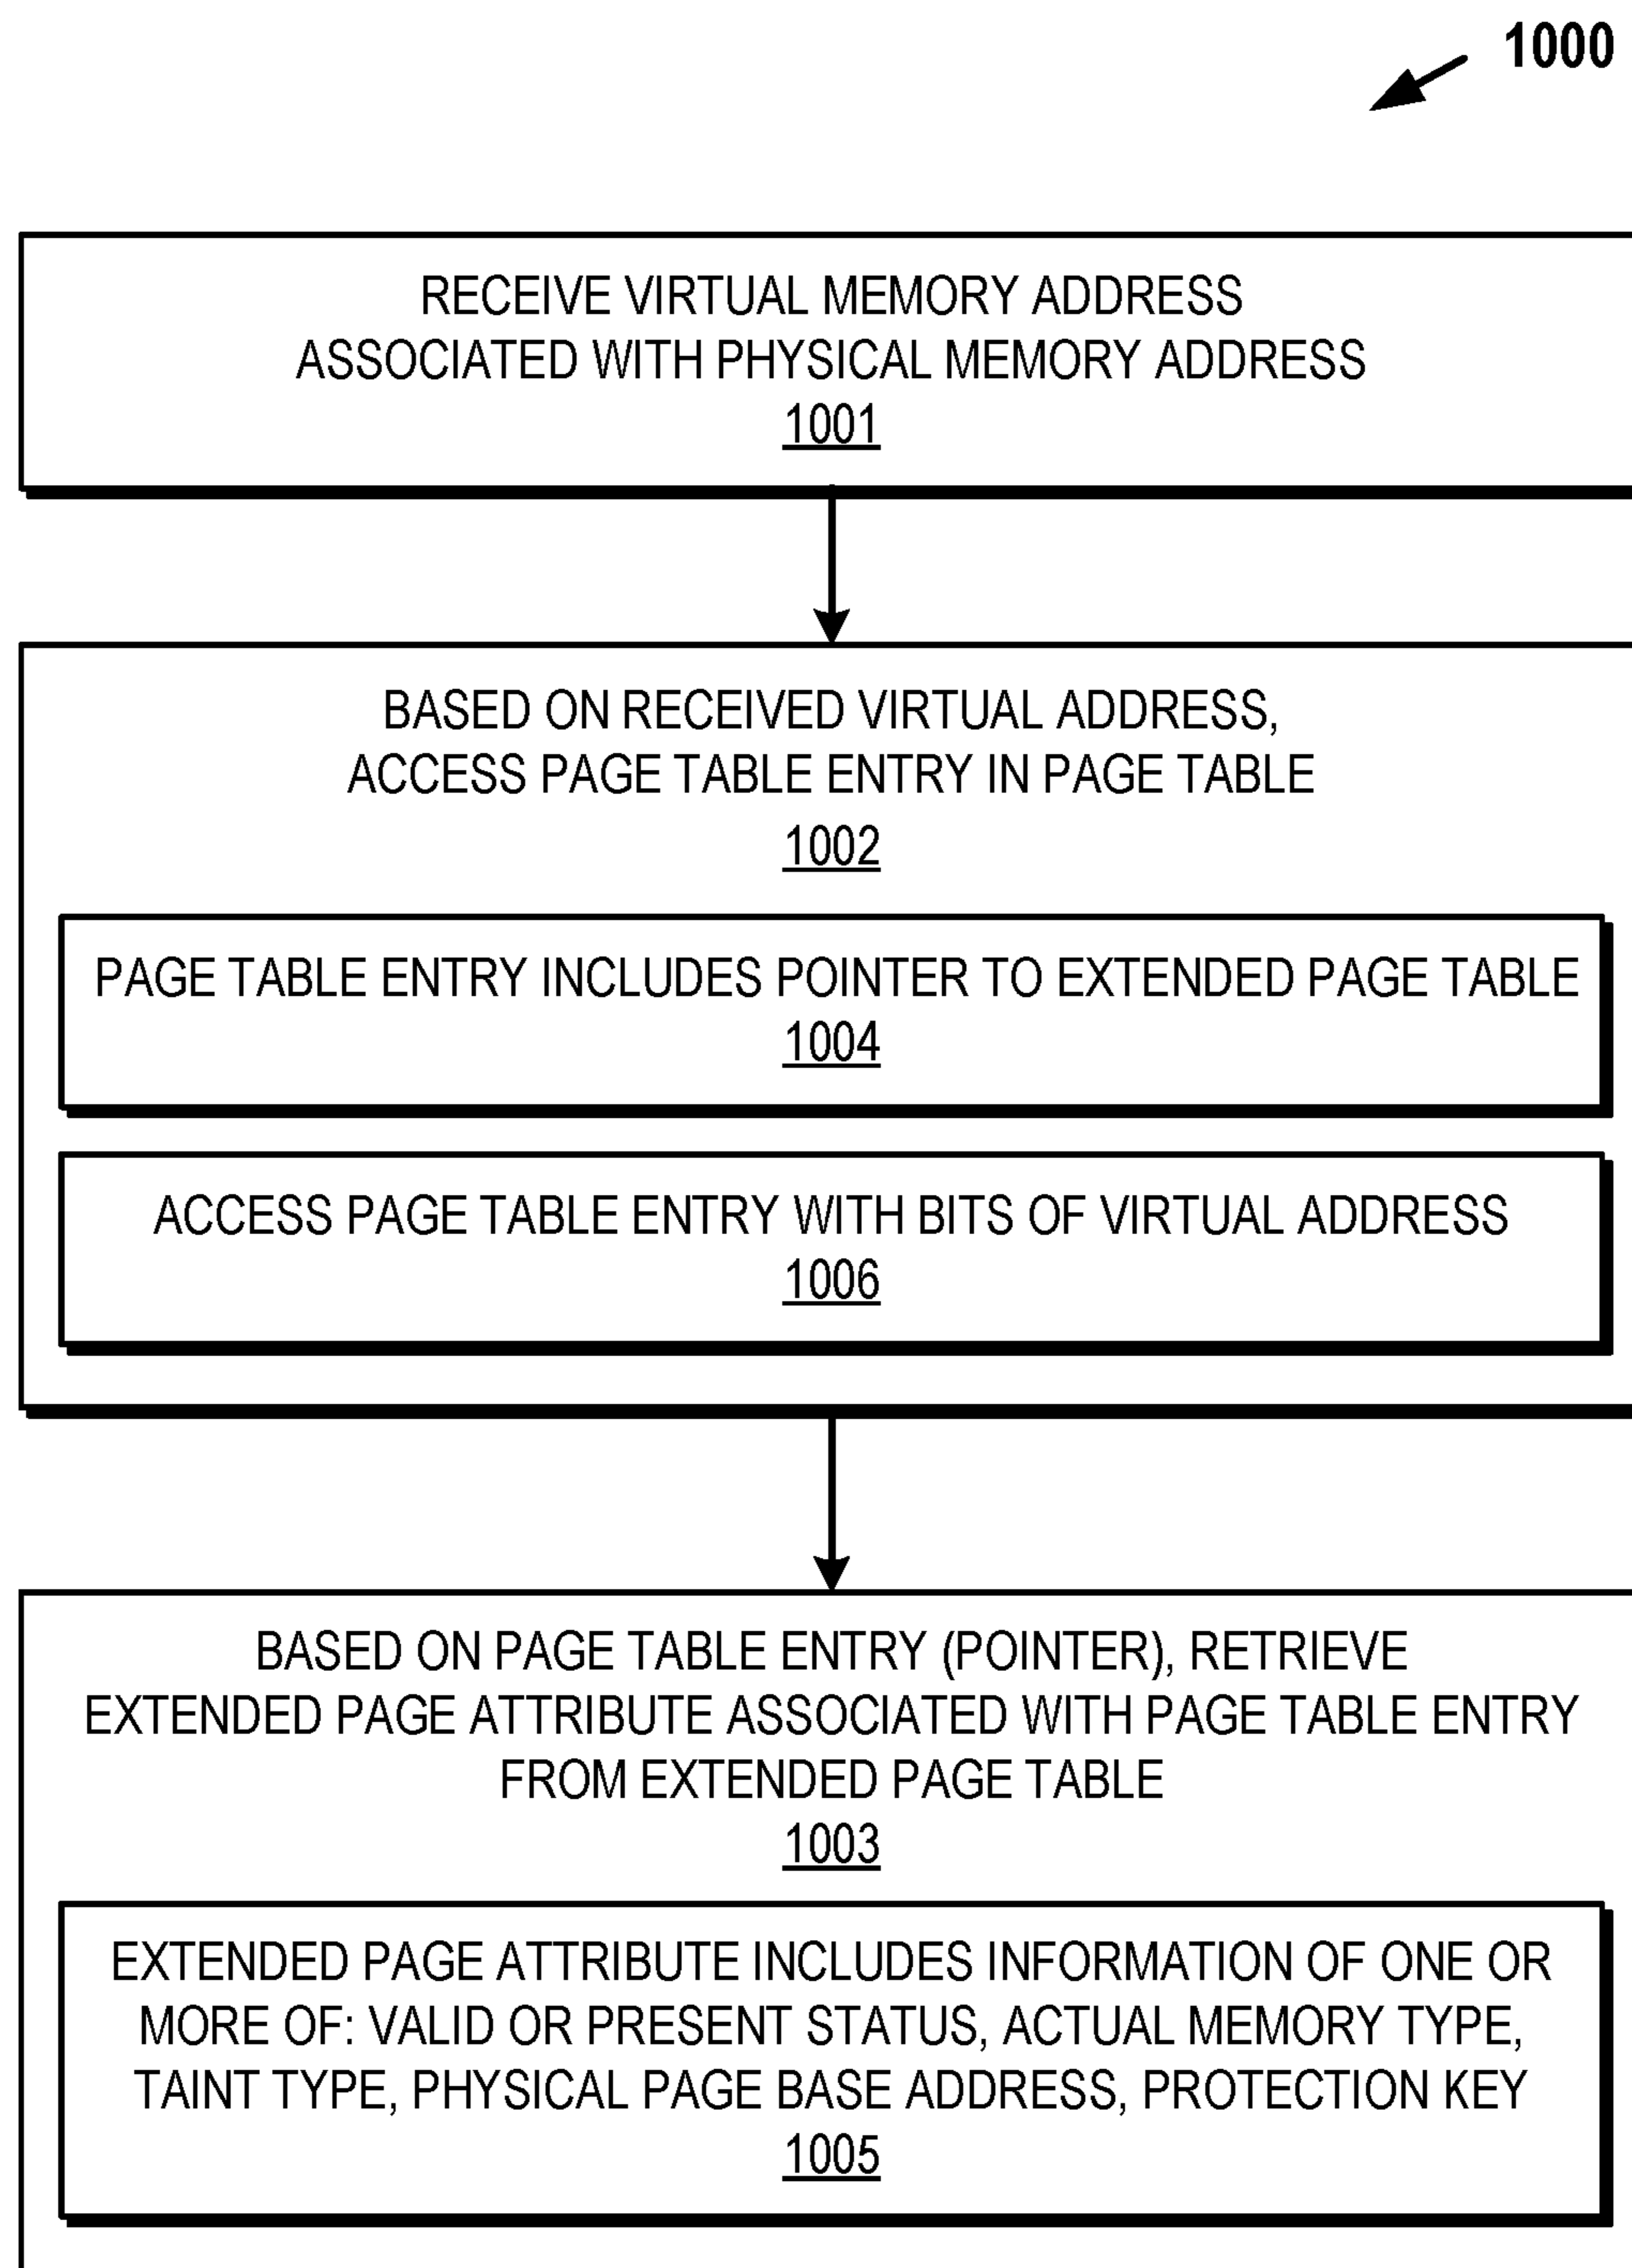 1000
RECEIVE VIRTUAL MEMORY ADDRESS
ASSOCIATED WITH PHYSICAL MEMORY ADDRESS
1001
BASED ON RECEIVED VIRTUAL ADDRESS,
ACCESS PAGE TABLE ENTRY IN PAGE TABLE
1002
PAGE TABLE ENTRY INCLUDES POINTER TO EXTENDED PAGE TABLE
1004
ACCESS PAGE TABLE ENTRY WITH BITS OF VIRTUAL ADDRESS
1006
BASED ON PAGE TABLE ENTRY (POINTER), RETRIEVE
EXTENDED PAGE ATTRIBUTE ASSOCIATED WITH PAGE TABLE ENTRY
FROM EXTENDED PAGE TABLE
1003
EXTENDED PAGE ATTRIBUTE INCLUDES INFORMATION OF ONE OR
MORE OF: VALID OR PRESENT STATUS, ACTUAL MEMORY TYPE,
TAINT TYPE, PHYSICAL PAGE BASE ADDRESS, PROTECTION KEY
1005